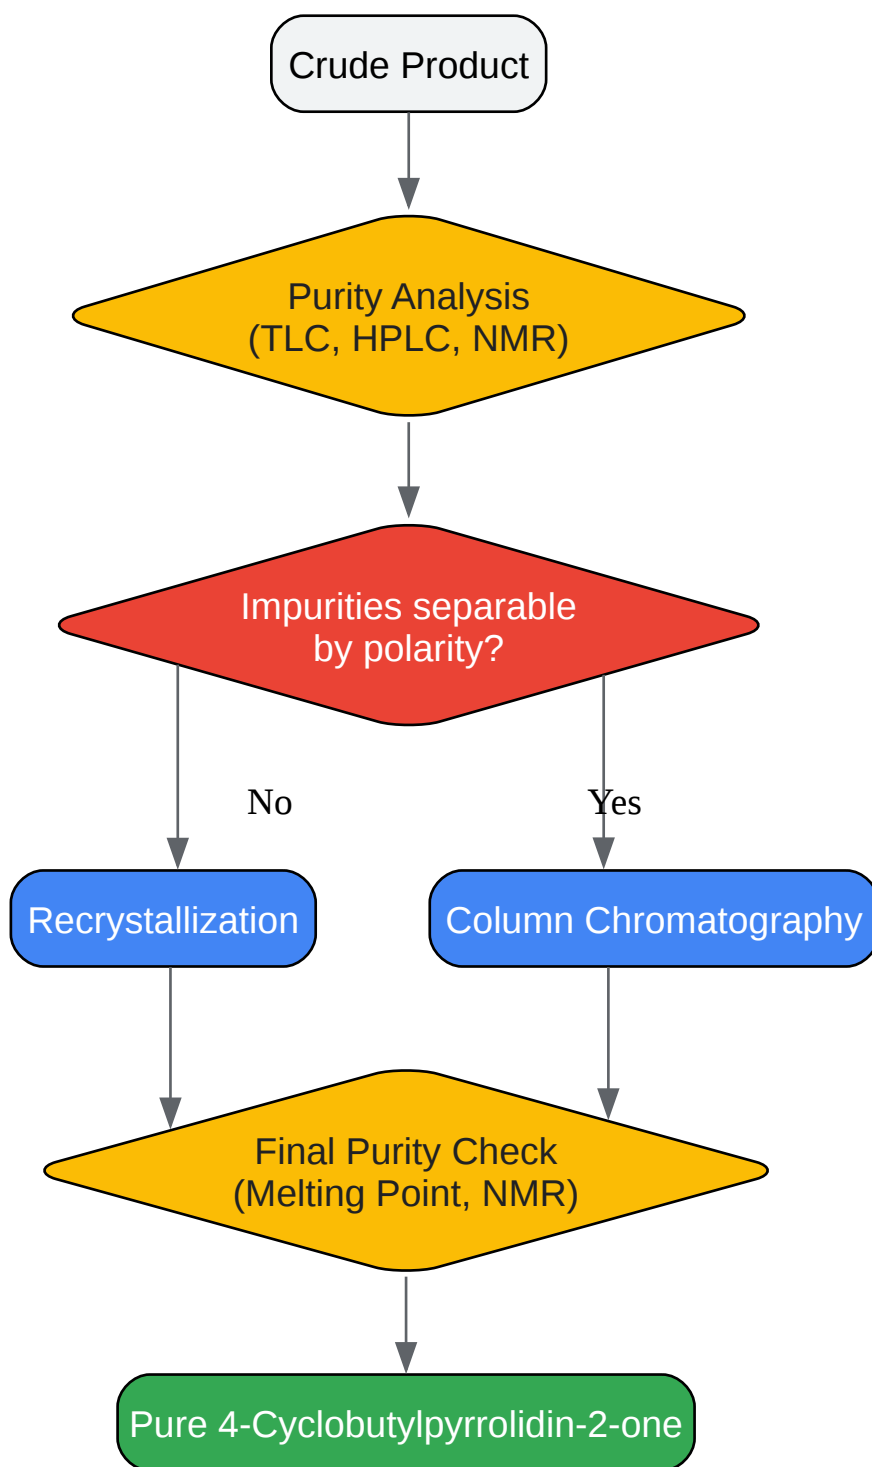 Crude Product
Purity Analysis
(TLC, HPLC, NMR)
Impurities separable
by polarity?
No
Yes
Recrystallization
Column Chromatography
Final Purity Check
(Melting Point, NMR)
Pure 4-Cyclobutylpyrrolidin-2-one